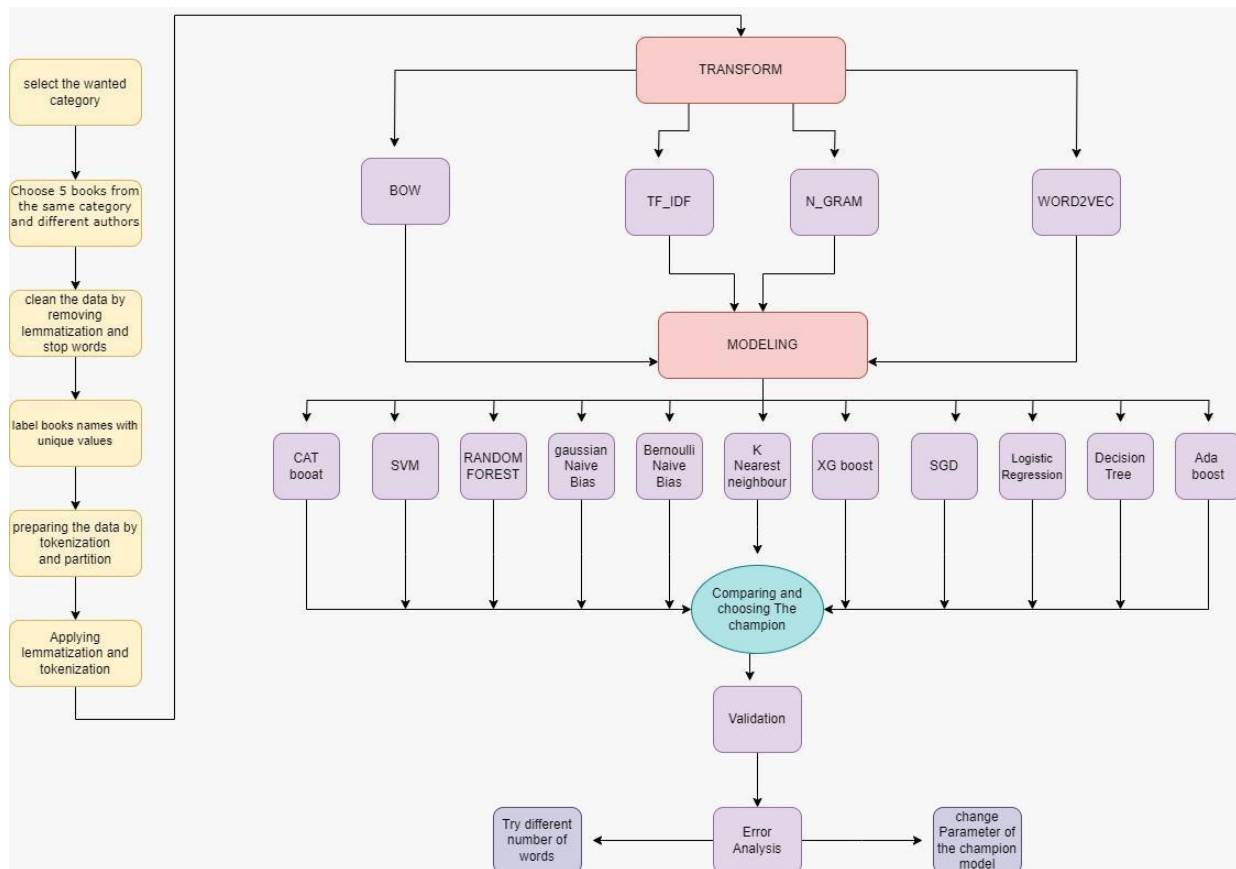 select the wanted
category
Choose 5 books from
the same category
and different authors
clean the data by
removing
lemmatization and
stop words
label books names with
unique values
preparing the data by
tokenization
and partition
Applying
lemmatization and
tokenization
TRANSFORM
BOW
TF_IDF
N_GRAM
WORD2VEC
MODELING
CAT
booat
SVM
RANDOM
FOREST
gaussian
Naive
Bias
Bernoulli
Naive
Bias
K
Nearest
neighbour
XG boost
SGD
Logistic
Regression
Decision
Tree
Ada
boost
Comparing and
choosing The
champion
Validation
Error
Analysis
Try different
number of
words
change
Parameter of
the champion
model